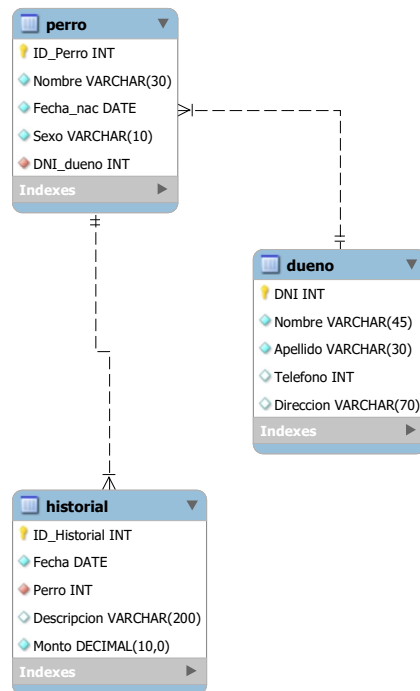 perro
ID_Perro INT
Nombre VARCHAR(30)
Fecha_nac DATE
Sexo VARCHAR(10)
DNI_dueno INT
Indexes
dueno
DNI INT
Nombre VARCHAR(45)
Apellido VARCHAR(30)
Telefono INT
Direccion VARCHAR(70)
Indexes
historial
ID_Historial INT
Fecha DATE
Perro INT
Descripcion VARCHAR(200)
Monto DECIMAL(10,0)
Indexes